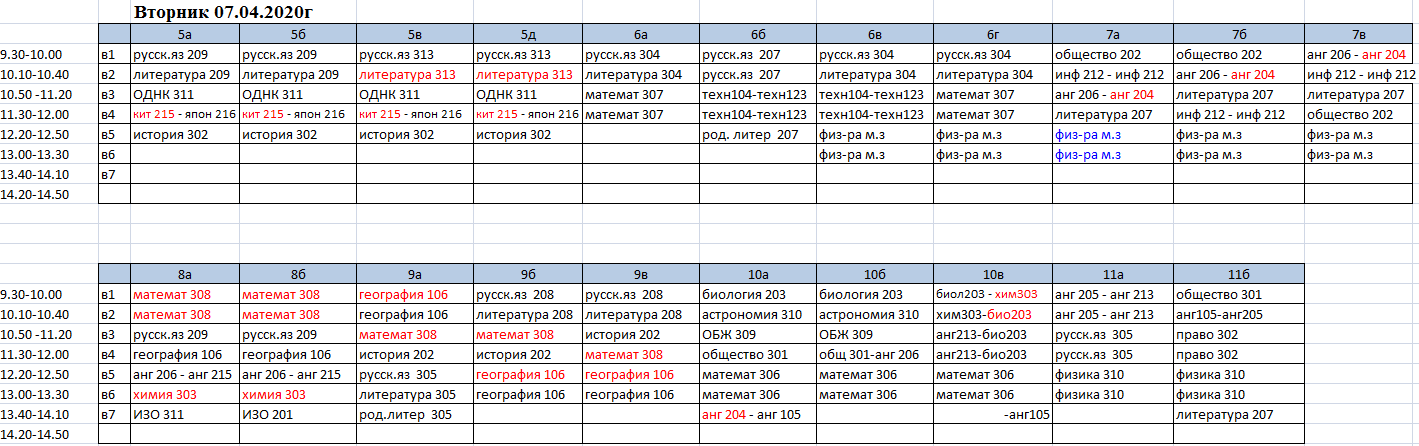 Вторник 07.04.2020г
5а 5б 5в 5д 6а 6б 6в 6г 7а 7б 7в
9.30-10.00 в1 русск.яз 209 русск.яз 209 русск.яз 313 русск.яз 313 русск.яз 304 русск.яз 207 русск.яз 304 русск.яз 304 общество 202 общество 202 анг 206 - анг 204
10.10-10.40 в2 литература 209 литература 209 литература 313 литература 313 литература 304 русск.яз 207 литература 304 литература 304 инф 212 - инф 212 анг 206 - анг 204 инф 212 - инф 212
10.50 -11.20 в3 ОДНК 311 ОДНК 311 ОДНК 311 ОДНК 311 математ 307 техн104-техн123 техн104-техн123 математ 307 анг 206 - анг 204 литература 207 литература 207
11.30-12.00 в4 кит 215 - япон 216 кит 215 - япон 216 кит 215 - япон 216 кит 215 - япон 216 математ 307 техн104-техн123 техн104-техн123 математ 307 литература 207 инф 212 - инф 212 общество 202
12.20-12.50 в5 история 302 история 302 история 302 история 302 род. литер 207 физ-ра м.з физ-ра м.з физ-ра м.з физ-ра м.з физ-ра м.з
13.00-13.30 в6 физ-ра м.з физ-ра м.з физ-ра м.з физ-ра м.з физ-ра м.з
13.40-14.10 в7
14.20-14.50
8а 8б 9а 9б 9в 10а 10б 10в 11а 11б
9.30-10.00 в1 математ 308 математ 308 география 106 русск.яз 208 русск.яз 208 биология 203 биология 203 биол203 - хим303 анг 205 - анг 213 общество 301
10.10-10.40 в2 математ 308 математ 308 география 106 литература 208 литература 208 астрономия 310 астрономия 310 хим303-био203 анг 205 - анг 213 анг105-анг205
10.50 -11.20 в3 русск.яз 209 русск.яз 209 математ 308 математ 308 история 202 ОБЖ 309 ОБЖ 309 анг213-био203 русск.яз 305 право 302
11.30-12.00 в4 география 106 география 106 история 202 история 202 математ 308 общество 301 общ 301-анг 206 анг213-био203 русск.яз 305 право 302
12.20-12.50 в5 анг 206 - анг 215 анг 206 - анг 215 русск.яз 305 география 106 география 106 математ 306 математ 306 математ 306 физика 310 физика 310
13.00-13.30 в6 химия 303 химия 303 литература 305 география 106 география 106 математ 306 математ 306 математ 306 физика 310 физика 310
13.40-14.10 в7 ИЗО 311 ИЗО 201 род.литер 305 анг 204 - анг 105 -анг105 литература 207
14.20-14.50